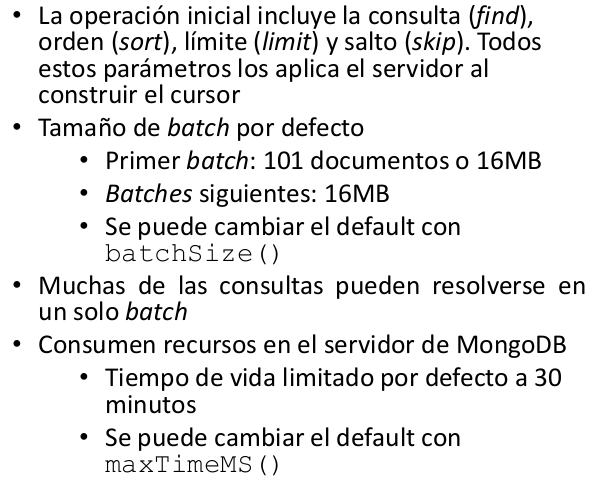 • La operación inicial incluye la consulta (find),
orden (sort), límite (limit) y salto (skip). Todos
estos parámetros los aplica el servidor al
construir el cursor
• Tamaño de batch por defecto
• Primer batch: 101 documentos o 16MB
• Batches siguientes: 16MB
• Se puede cambiar el default con
batchSize()
• Muchas de las consultas pueden resolverse en
un solo batch
• Consumen recursos en el servidor de MongoDB
• Tiempo de vida limitado por defecto a 30
minutos
• Se puede cambiar el default con
maxTimeMS()